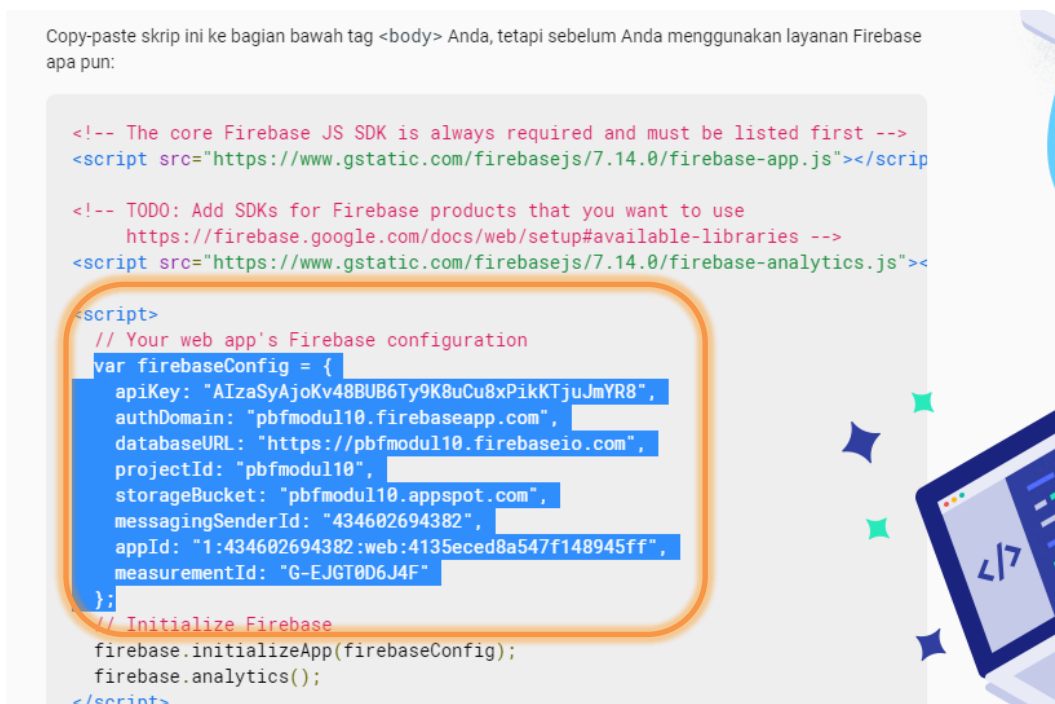 Copy-paste skrip ini ke bagian bawah tag <body> Anda, tetapi sebelum Anda menggunakan layanan Firebase
apa pun:
<!-- The core Firebase JS SDK is always required and must be listed first -->
<script src="https://www.gstatic.com/firebasejs/7.14.0/firebase-app.js"></scrip
<!-- TODO: Add SDKs for Firebase products that you want to use
https://firebase.google.com/docs/web/setup#available-libraries -->
<script src="https://www.gstatic.com/firebasejs/7.14.0/firebase-analytics.js"><
<script>
// Your web app's Firebase configuration
var firebaseConfig = {
apiKey: "AIzaSyAjoKv48BUB6Ty9K8uCu8xPikKTjuJmYR8",
authDomain: "pbfmodul10.firebaseapp.com",
databaseURL: "https://pbfmodul10.firebaseio.com",
projectId: "pbfmodul10",
storageBucket: "pbfmodul10.appspot.com",
messagingSenderId: "434602694382",
appId: "1:434602694382:web:4135eced8a547f148945ff",
measurementId: "G-EJGT0D6J4F"
};
// Initialize Firebase
firebase.initializeApp(firebaseConfig);
firebase.analytics();
</script>